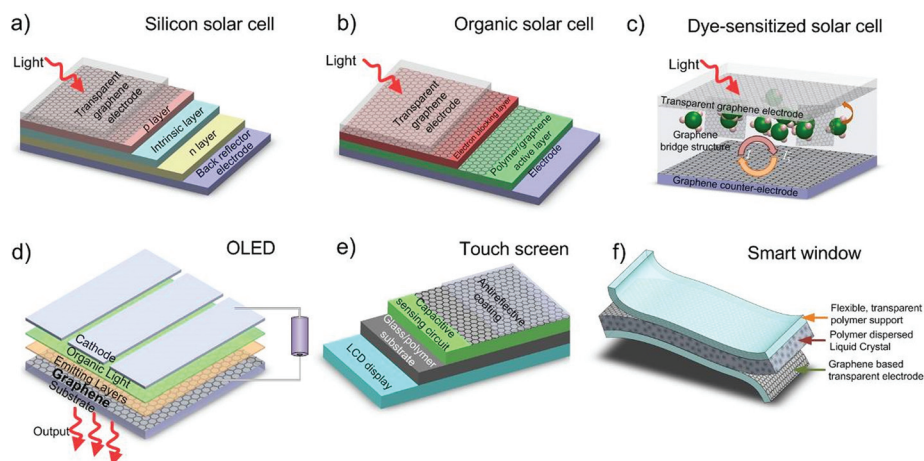 a)
Silicon solar cell
Light
Transparent
graphene
electrode
p layer
Intrinsic layer
n layer
Back reflector
electrode
b)
Organic solar cell
Light
Transparent
graphene
electrode
Electron blocking layer
Polymer/graphene
active layer
Electrode
c)
Dye-sensitized solar cell
Light
Transparent graphene electrode
Graphene
bridge structure
Graphene counter-electrode
d)
OLED
Cathode
Organic Light
Emitting Layers
Graphene
Substrate
Output
e)
Touch screen
Antireflective
coating
Capacitive
sensing circuit
Glass/polymer
substrate
LCD display
f)
Smart window
Flexible, transparent
polymer support
Polymer dispersed
Liquid Crystal
Graphene based
transparent electrode